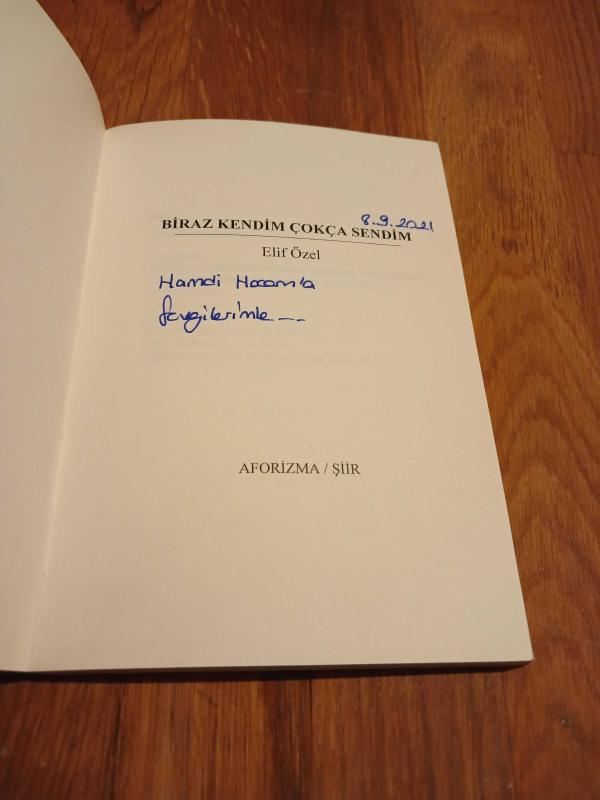 8.9.2021
BİRAZ KENDİM ÇOKÇA SENDİM
Elif Özel
Hamdi Hocam'a
Sevgilerimle ---
AFORİZMA / ŞİİR